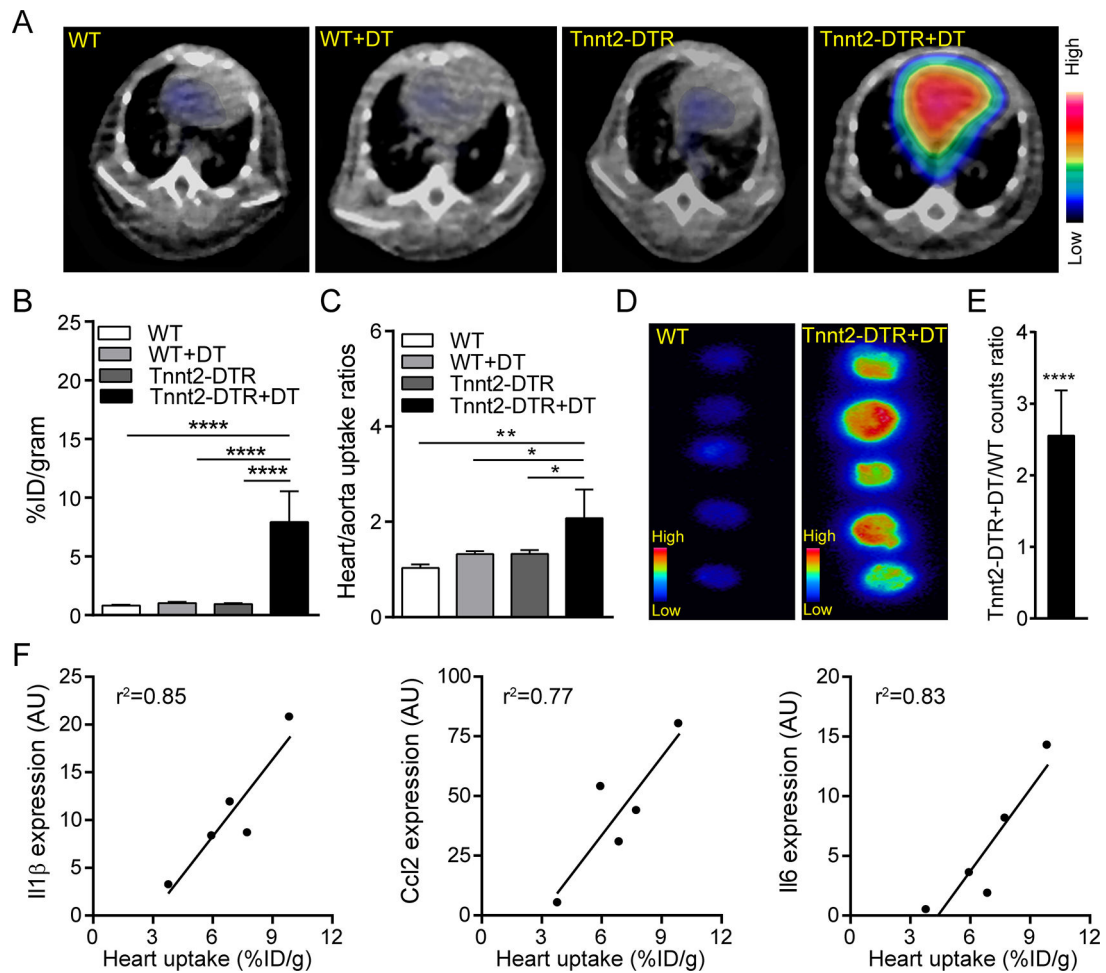 A
WT
WT+DT
Tnnt2-DTR
Tnnt2-DTR+DT
High
Low
B
%ID/gram
25
20
15
10
5
0
WT
WT+DT
Tnnt2-DTR
Tnnt2-DTR+DT
****
****
****
C
Heart/aorta uptake ratios
6
4
2
0
WT
WT+DT
Tnnt2-DTR
Tnnt2-DTR+DT
**
*
*
D
WT
High
Low
Tnnt2-DTR+DT
High
Low
E
Tnnt2-DTR+DT/WT counts ratio
4
3
2
1
0
****
F
Il1β expression (AU)
25
20
15
10
5
0
r²=0.85
0 3 6 9 12
Heart uptake (%ID/g)
Ccl2 expression (AU)
100
75
50
25
0
r²=0.77
0 3 6 9 12
Heart uptake (%ID/g)
Il6 expression (AU)
20
15
10
5
0
r²=0.83
0 3 6 9 12
Heart uptake (%ID/g)